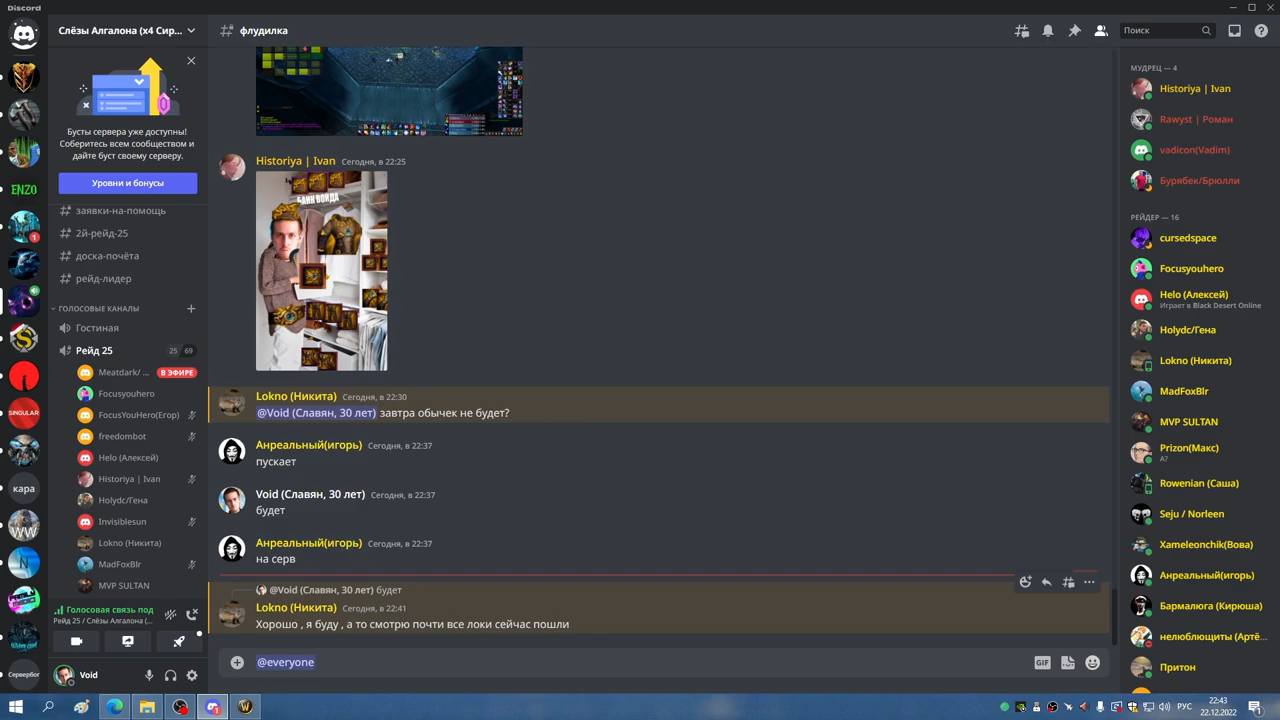 Discord
Слёзы Алгалона (x4 Сир...
флудилка
Поиск
Бусты сервера уже доступны!
Соберитесь всем сообществом и
дайте буст своему серверу.
Уровни и бонусы
заявки-на-помощь
2й-рейд-25
доска-почёта
рейд-лидер
ГОЛОСОВЫЕ КАНАЛЫ
Гостиная
Рейд 25 25 69
Meatdark/ ... В ЭФИРЕ
Focusyouhero
FocusYouHero(Егор)
freedombot
Helo (Алексей)
Historiya | Ivan
Holydc/Гена
Invisiblesun
Lokno (Никита)
MadFoxBlr
MVP SULTAN
Голосовая связь под
Рейд 25 / Слёзы Алгалона (...
Void
ENZO
1
SINGULAR
кара
WW
Сервербог
Historiya | Ivan Сегодня, в 22:25
БАНК ВОЙДА
Lokno (Никита) Сегодня, в 22:30
@Void (Славян, 30 лет) завтра обычек не будет?
Анреальный(игорь) Сегодня, в 22:37
пускает
Void (Славян, 30 лет) Сегодня, в 22:37
будет
Анреальный(игорь) Сегодня, в 22:37
на серв
@Void (Славян, 30 лет) будет
Lokno (Никита) Сегодня, в 22:41
Хорошо , я буду , а то смотрю почти все локи сейчас пошли
@everyone
GIF
МУДРЕЦ — 4
Historiya | Ivan
Rawyst | Роман
vadicon(Vadim)
Бурябек/Брюлли
РЕЙДЕР — 16
cursedspace
Focusyouhero
Helo (Алексей)
Играет в Black Desert Online
Holydc/Гена
Lokno (Никита)
MadFoxBlr
MVP SULTAN
Prizon(Макс)
A?
Rowenian (Саша)
Seju / Norleen
Xameleonchik(Вова)
Анреальный(игорь)
Бармалюга (Кирюша)
нелюблющиты (Артё...
Притон
РУС
22:43
22.12.2022
1